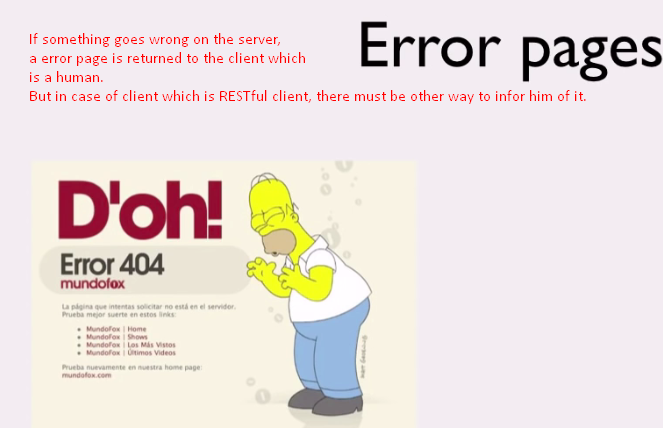 Error pages
If something goes wrong on the server,
a error page is returned to the client which
is a human.
But in case of client which is RESTful client, there must be other way to infor him of it.
D'oh!
Error 404
mundofox
La página que intentas solicitar no está en el servidor.
Prueba mejor suerte en estos links:
MundoFox | Home
MundoFox | Shows
MundoFox | Los Más Vistos
MundoFox | Últimos Videos
Prueba nuevamente en nuestra home page:
mundofox.com